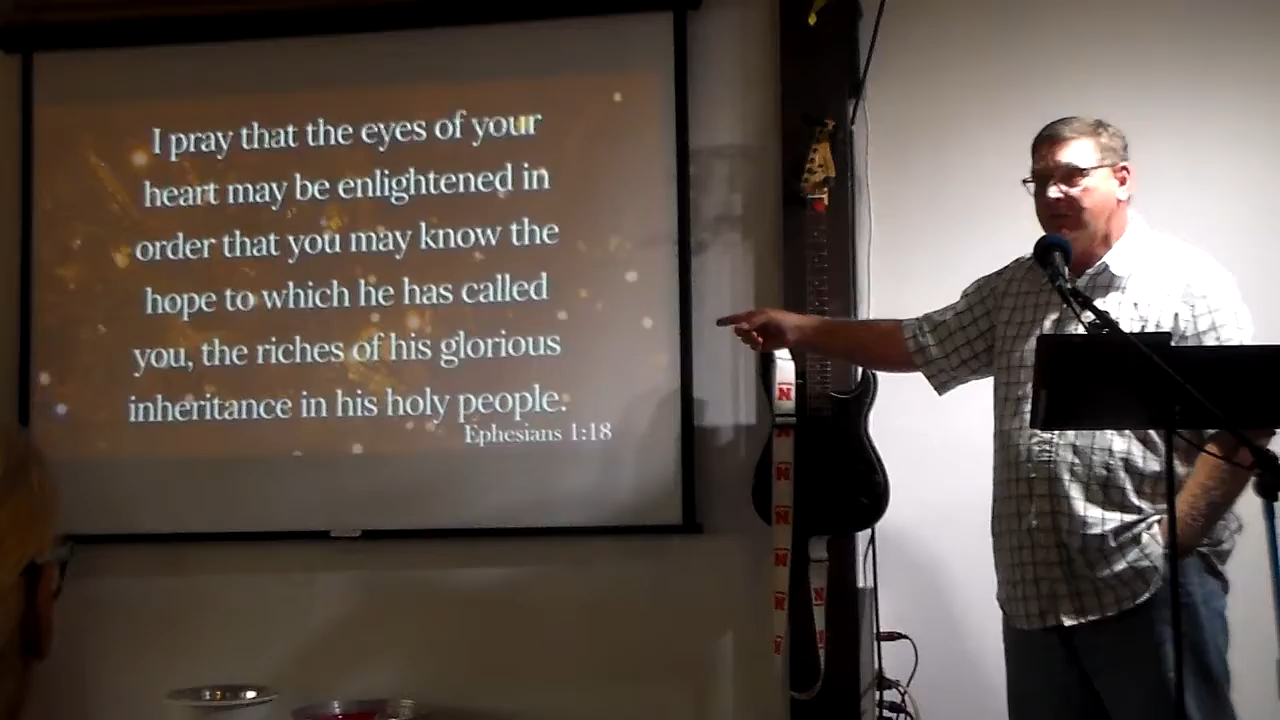 I pray that the eyes of your
heart may be enlightened in
order that you may know the
hope to which he has called
you, the riches of his glorious
inheritance in his holy people.
Ephesians 1:18
N
N
N
N
N
N
N
N
N